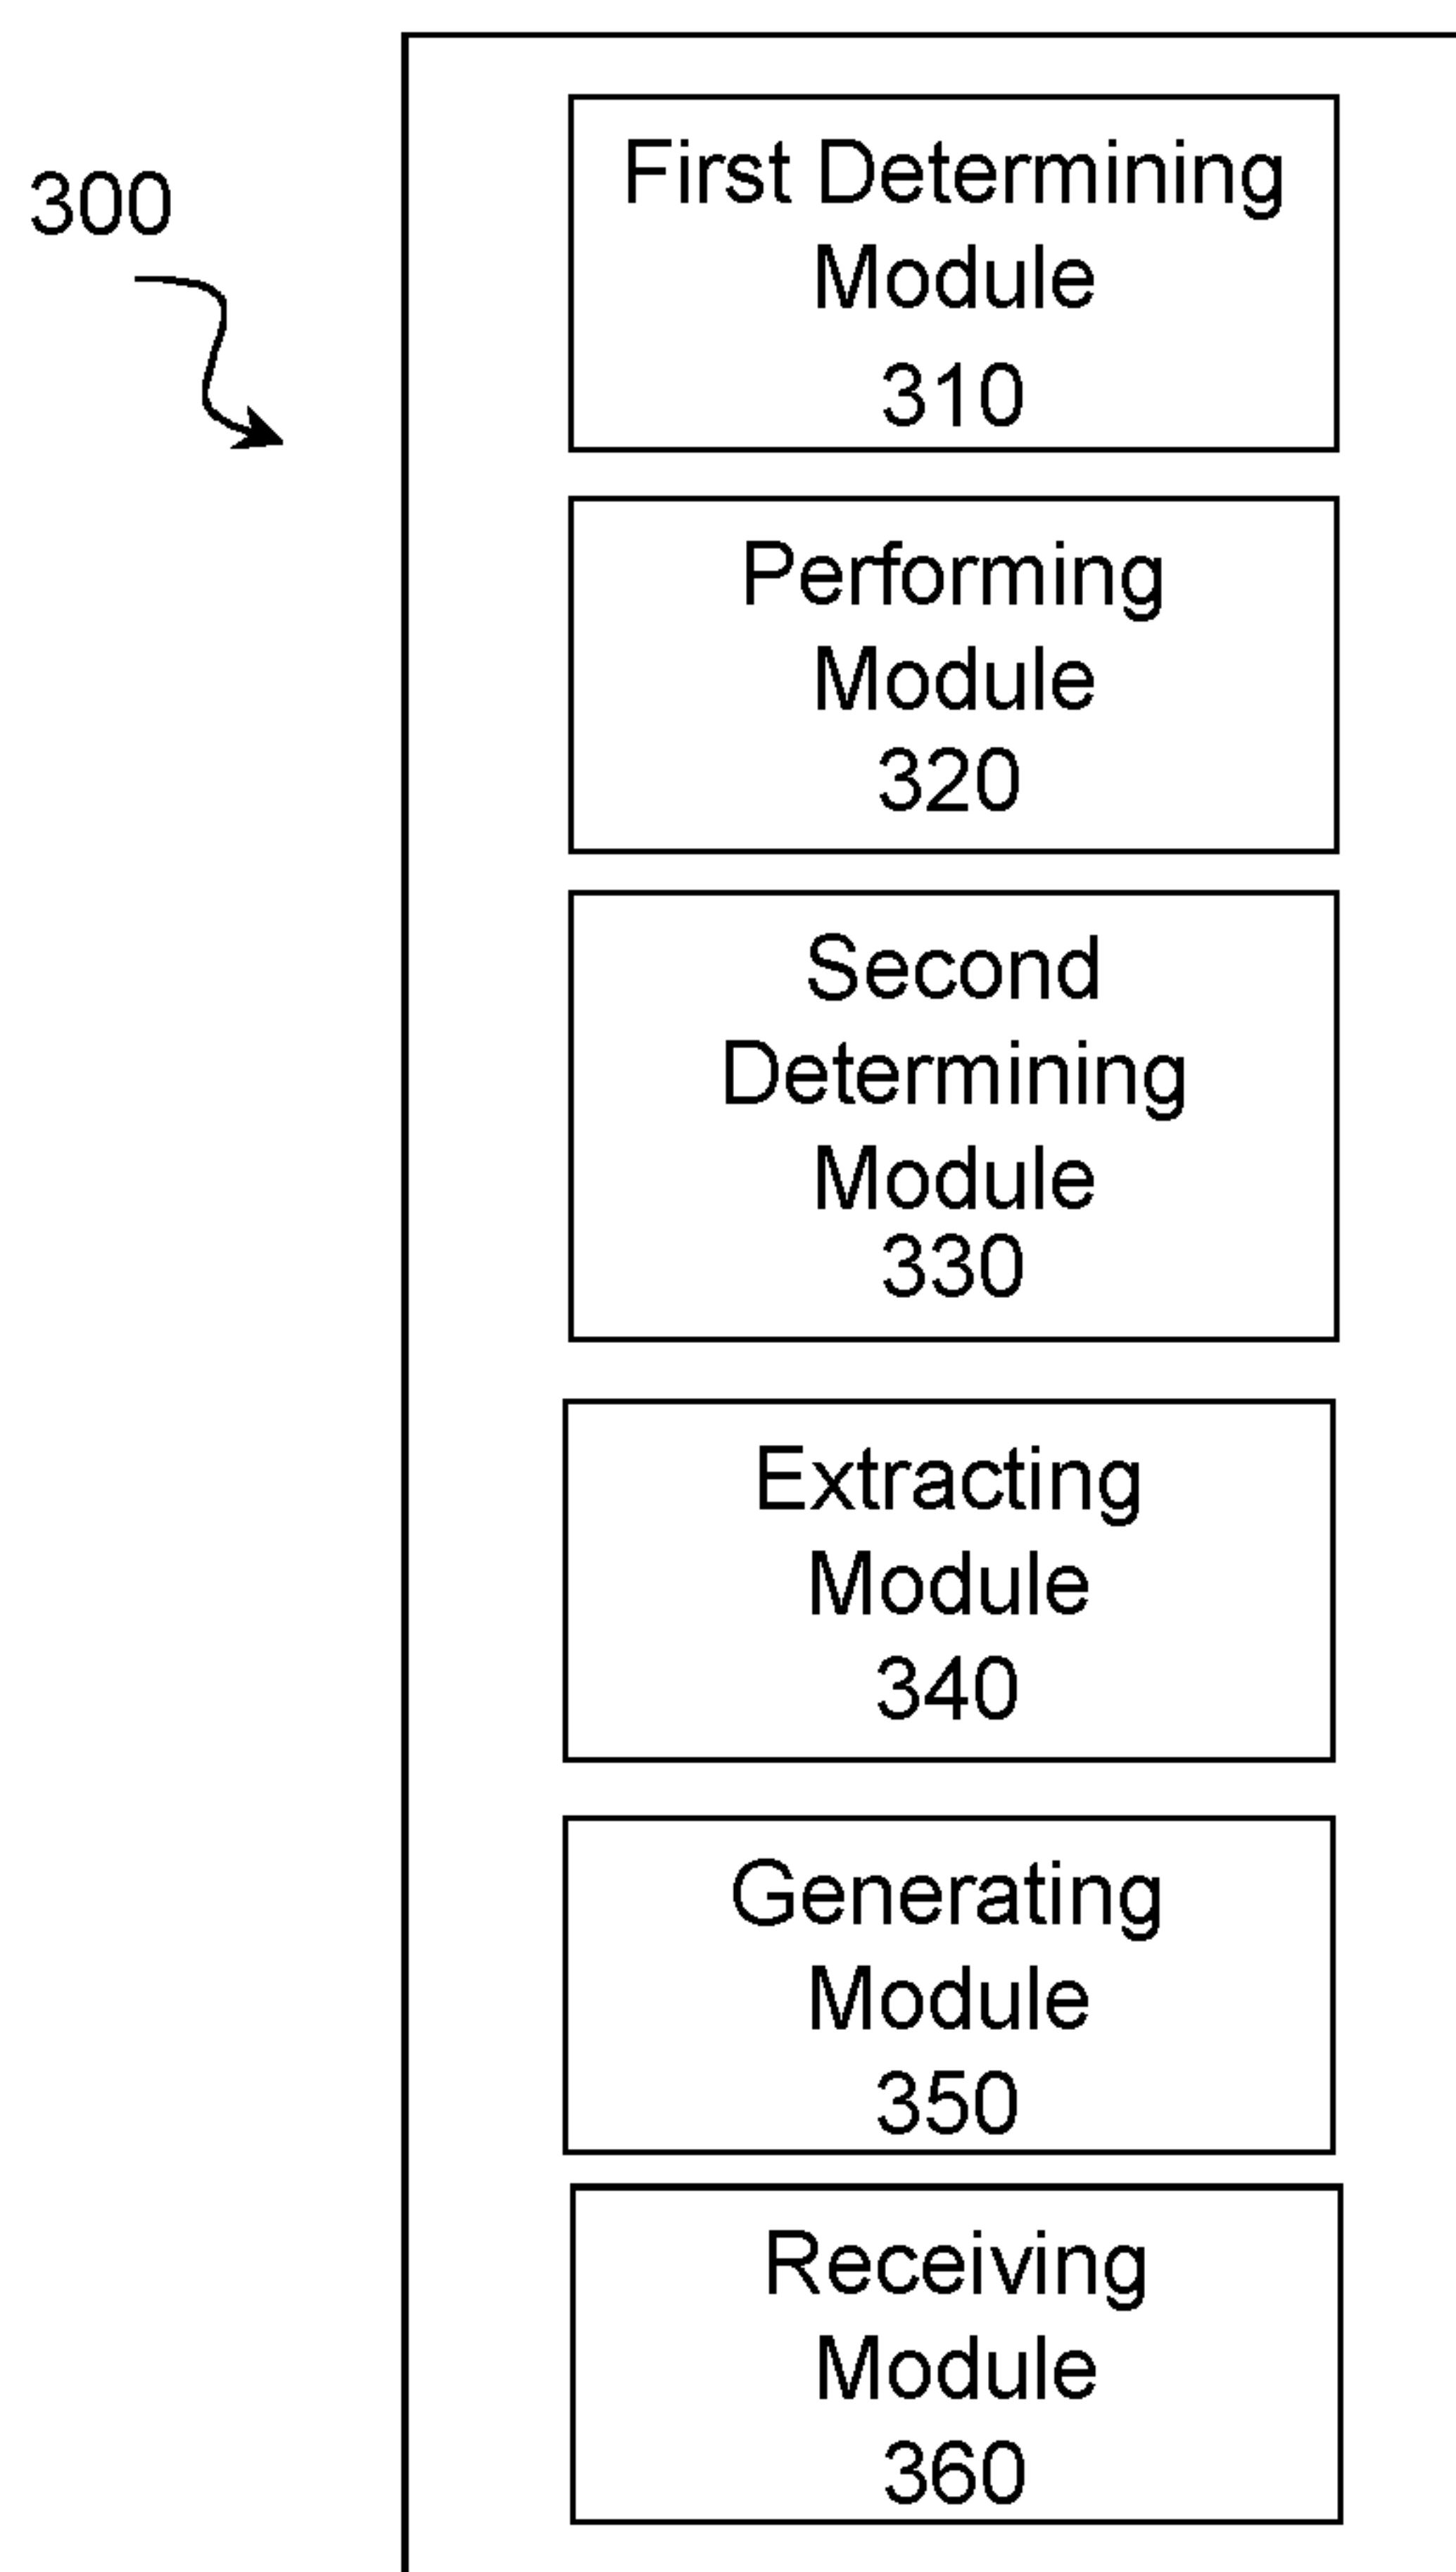 300
First Determining
Module
310
Performing
Module
320
Second
Determining
Module
330
Extracting
Module
340
Generating
Module
350
Receiving
Module
360